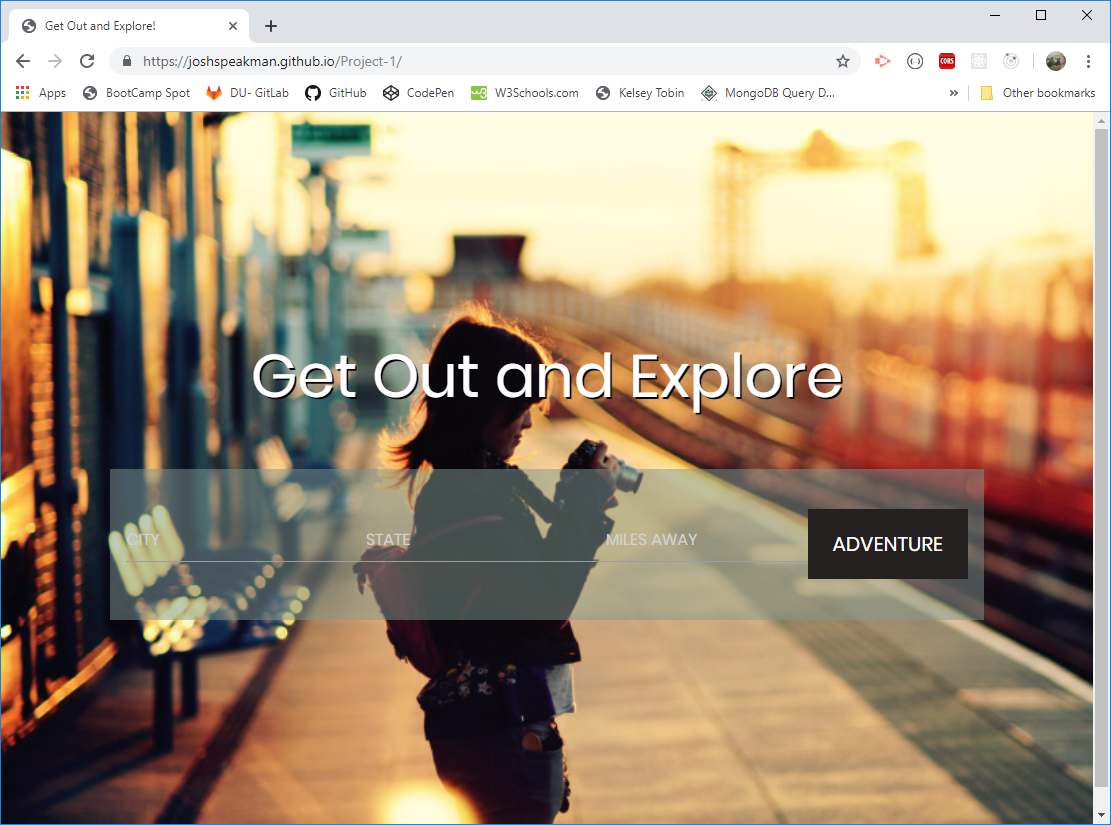 Get Out and Explore!
https://joshspeakman.github.io/Project-1/
CORS
Apps
BootCamp Spot
DU- GitLab
GitHub
CodePen
W3Schools.com
Kelsey Tobin
MongoDB Query D...
»
Other bookmarks
Get Out and Explore
CITY
STATE
MILES AWAY
ADVENTURE